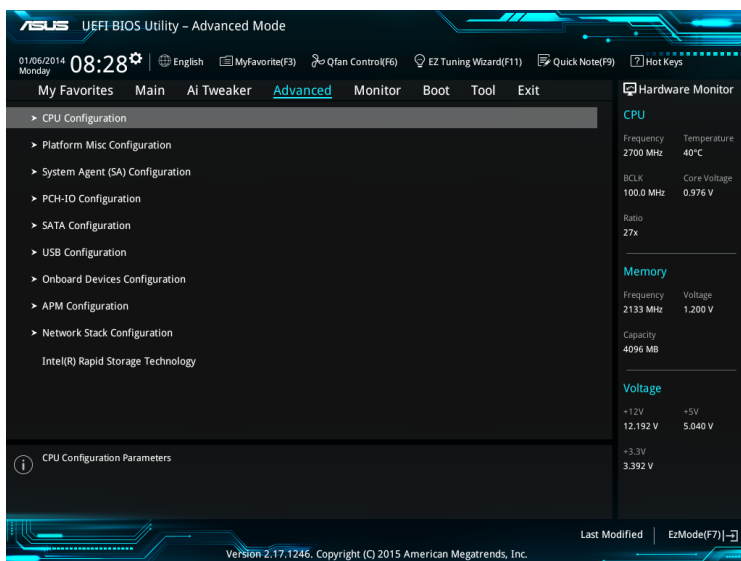 ASUS UEFI BIOS Utility – Advanced Mode
01/06/2014 Monday 08:28 English MyFavorite(F3) Qfan Control(F6) EZ Tuning Wizard(F11) Quick Note(F9) ? Hot Keys
My Favorites Main Ai Tweaker Advanced Monitor Boot Tool Exit
> CPU Configuration
> Platform Misc Configuration
> System Agent (SA) Configuration
> PCH-IO Configuration
> SATA Configuration
> USB Configuration
> Onboard Devices Configuration
> APM Configuration
> Network Stack Configuration
Intel(R) Rapid Storage Technology
i CPU Configuration Parameters
Hardware Monitor
CPU
Frequency Temperature
2700 MHz 40°C
BCLK Core Voltage
100.0 MHz 0.976 V
Ratio
27x
Memory
Frequency Voltage
2133 MHz 1.200 V
Capacity
4096 MB
Voltage
+12V +5V
12.192 V 5.040 V
+3.3V
3.392 V
Last Modified EzMode(F7)
Version 2.17.1246. Copyright (C) 2015 American Megatrends, Inc.